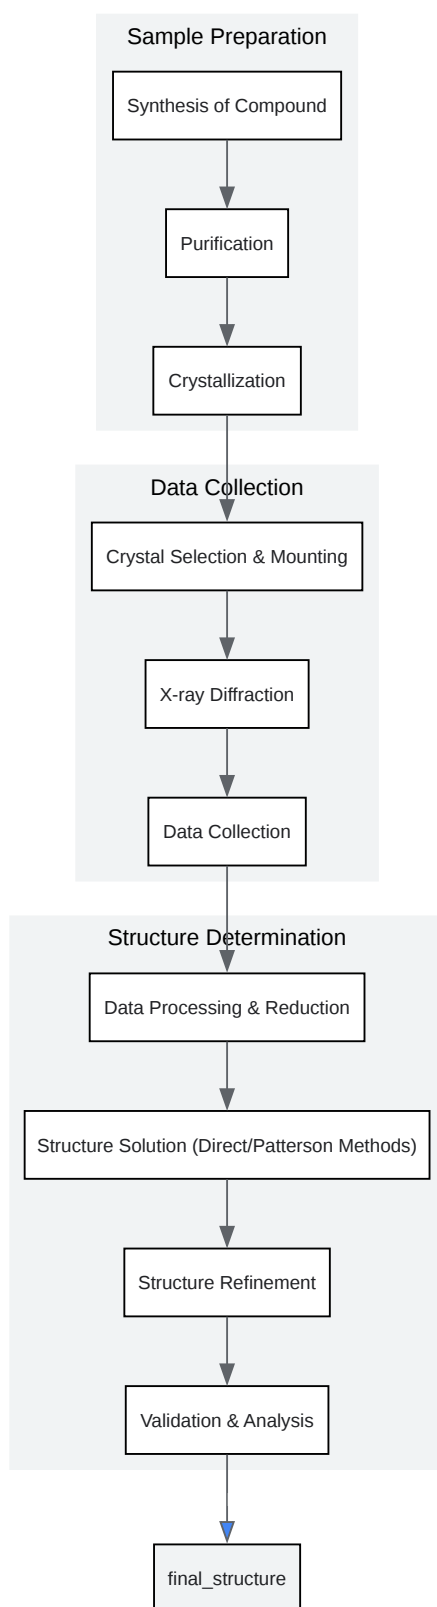 Sample Preparation
Synthesis of Compound
Purification
Crystallization
Data Collection
Crystal Selection & Mounting
X-ray Diffraction
Data Collection
Structure Determination
Data Processing & Reduction
Structure Solution (Direct/Patterson Methods)
Structure Refinement
Validation & Analysis
final_structure